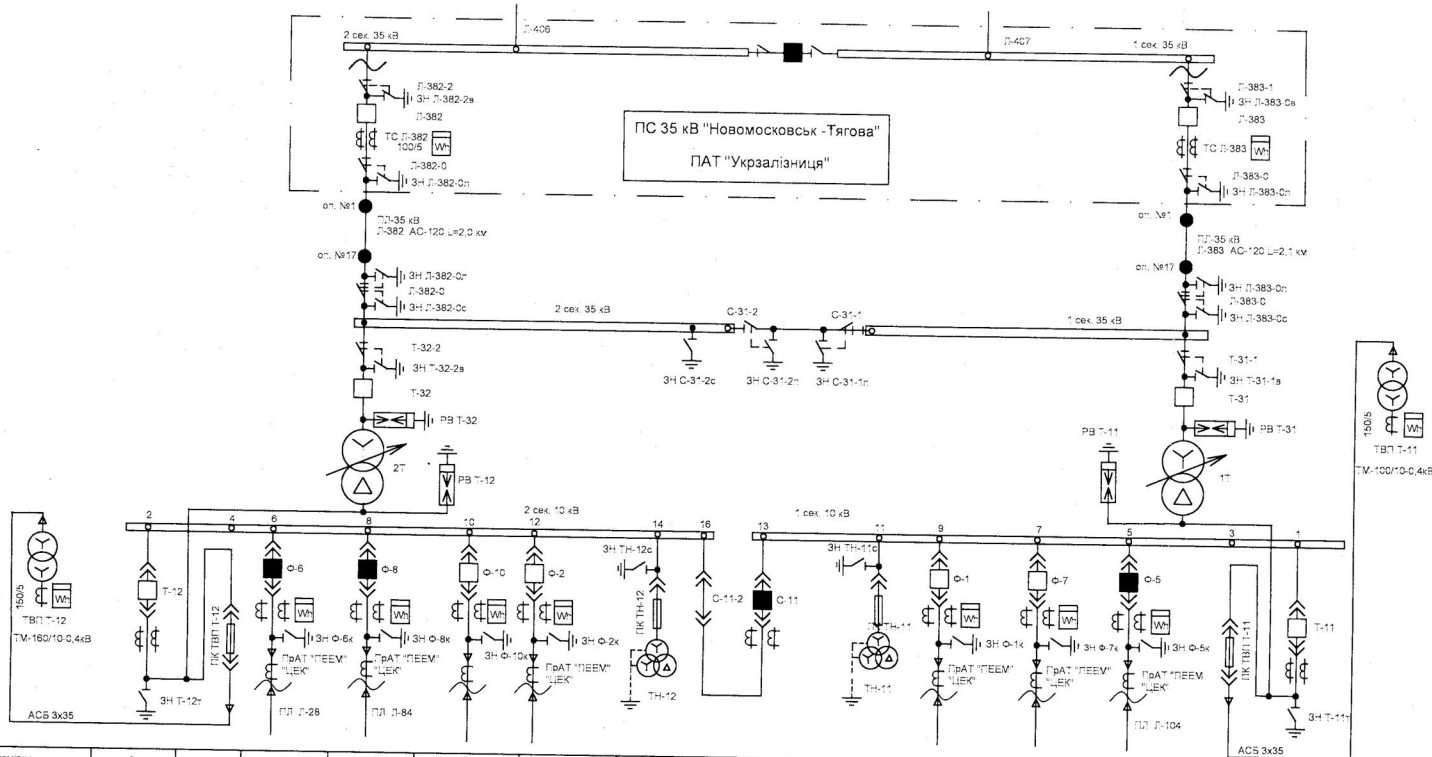 2 сек. 35 кВ
Л-406
Л-407
1 сек. 35 кВ
Л-382-2
ЗН Л-382-2в
Л-382
ТС Л-382
100/5
Wh
Л-382-0
ЗН Л-382-0л
ПС 35 кВ "Новомосковськ -Тягова"
ПАТ "Укрзалізниця"
Л-383-1
ЗН Л-383-0в
Л-383
ТС Л-383
Wh
Л-383-0
ЗН Л-383-0л
оп. №1
ПЛ-35 кВ
Л-382 АС-120 L=2,0 км
оп. №17
ЗН Л-382-0л
Л-382-0
ЗН Л-382-0с
оп. №1
ПЛ-35 кВ
Л-383 АС-120 L=2,1 км
оп. №17
ЗН Л-383-0л
Л-383-0
ЗН Л-383-0с
2 сек. 35 кВ
С-31-2
С-31-1
1 сек. 35 кВ
ЗН С-31-2с
ЗН С-31-2п
ЗН С-31-1п
Т-32-2
ЗН Т-32-2в
Т-32
РВ Т-32
2Т
РВ Т-12
Т-31-1
ЗН Т-31-1в
Т-31
РВ Т-31
РВ Т-11
1Т
150/5
Wh
ТВП Т-11
ТМ-100/10-0,4кВ
2
4
6
8
10
12
2 сек. 10 кВ
14
16
13
1 сек. 10 кВ
11
9
7
5
3
1
150/5
Wh
ТВП Т-12
ТМ-160/10-0,4кВ
Т-12
ЗН Т-12т
ПК ТВП Т-12
АСБ 3х35
Ф-6
Wh
ЗН Ф-6к
ПрАТ "ПЕЕМ"
"ЦЕК"
ПЛ Л-28
Ф-8
Wh
ЗН Ф-8к
ПрАТ "ПЕЕМ"
"ЦЕК"
ПЛ Л-84
Ф-10
Wh
ЗН Ф-10к
Ф-2
Wh
ЗН Ф-2к
ПрАТ "ПЕЕМ"
"ЦЕК"
ЗН ТН-12с
ПК ТН-12
ТН-12
С-11-2
С-11
ЗН ТН-11с
ПК ТН-11
ТН-11
Ф-1
Wh
ЗН Ф-1к
ПрАТ "ПЕЕМ"
"ЦЕК"
Ф-7
Wh
ЗН Ф-7к
ПрАТ "ПЕЕМ"
"ЦЕК"
Ф-5
Wh
ЗН Ф-5к
ПрАТ "ПЕЕМ"
"ЦЕК"
ПЛ Л-104
ПК ТВП Т-11
Т-11
ЗН Т-11т
АСБ 3х35